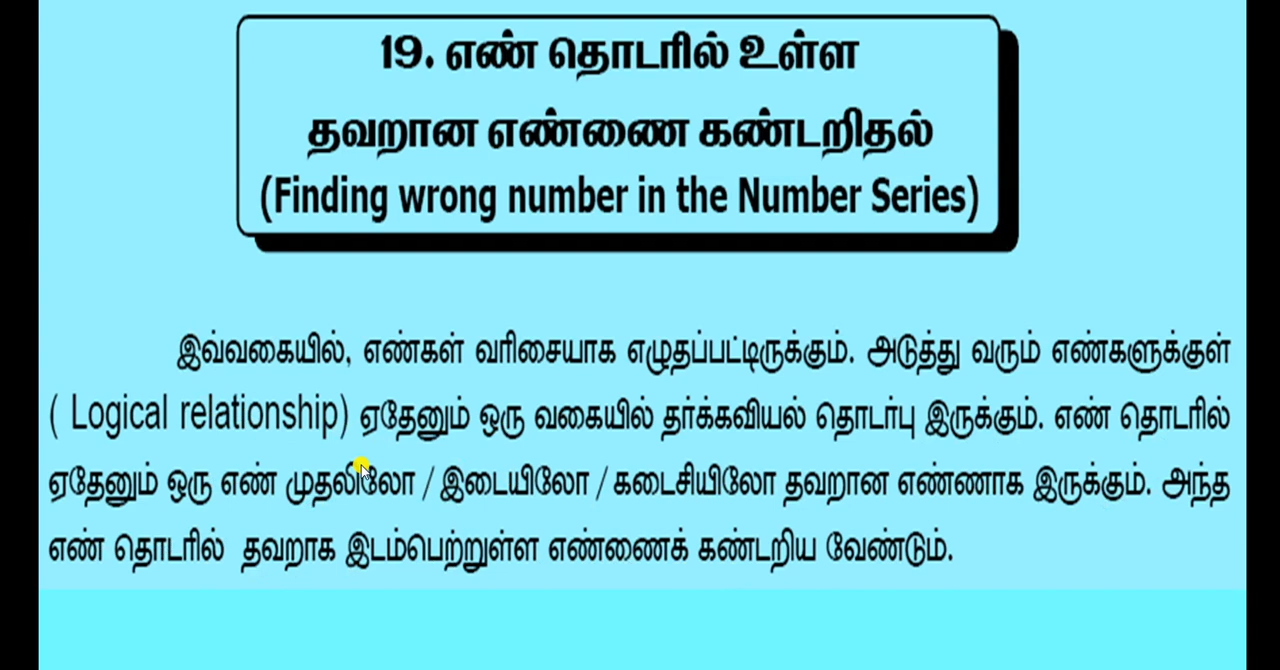 19. எண் தொடரில் உள்ள
தவறான எண்ணை கண்டறிதல்
(Finding wrong number in the Number Series)
இவ்வகையில், எண்கள் வரிசையாக எழுதப்பட்டிருக்கும். அடுத்து வரும் எண்களுக்குள்
( Logical relationship) ஏதேனும் ஒரு வகையில் தர்க்கவியல் தொடர்பு இருக்கும். எண் தொடரில்
ஏதேனும் ஒரு எண் முதலிலோ / இடையிலோ / கடைசியிலோ தவறான எண்ணாக இருக்கும். அந்த
எண் தொடரில் தவறாக இடம்பெற்றுள்ள எண்ணைக் கண்டறிய வேண்டும்.